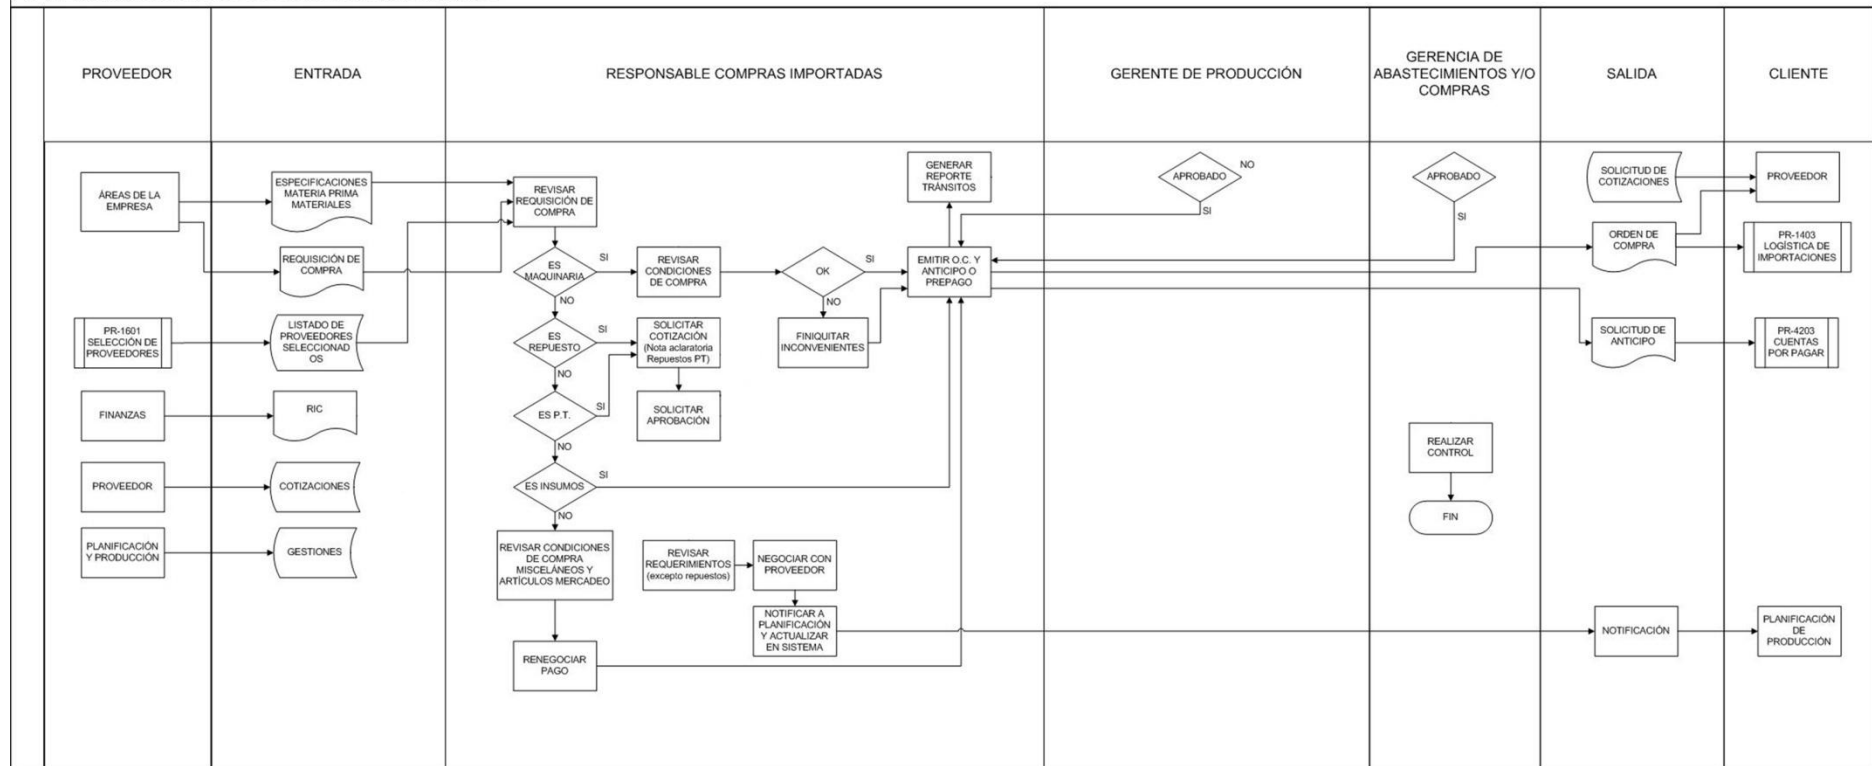 PROVEEDOR
ENTRADA
RESPONSABLE COMPRAS IMPORTADAS
GERENTE DE PRODUCCIÓN
GERENCIA DE
ABASTECIMIENTOS Y/O
COMPRAS
SALIDA
CLIENTE
ÁREAS DE LA
EMPRESA
PR-1601
SELECCIÓN DE
PROVEEDORES
FINANZAS
PROVEEDOR
PLANIFICACIÓN
Y PRODUCCIÓN
ESPECIFICACIONES
MATERIA PRIMA
MATERIALES
REQUISICIÓN DE
COMPRA
LISTADO DE
PROVEEDORES
SELECCIONAD
OS
RIC
COTIZACIONES
GESTIONES
REVISAR
REQUISICIÓN DE
COMPRA
ES
MAQUINARIA
SI
NO
REVISAR
CONDICIONES
DE COMPRA
OK
SI
NO
FINIQUITAR
INCONVENIENTES
GENERAR
REPORTE
TRÁNSITOS
EMITIR O.C. Y
ANTICIPO O
PREPAGO
ES
REPUESTO
SI
NO
SOLICITAR
COTIZACIÓN
(Nota aclaratoria
Repuestos PT)
SOLICITAR
APROBACIÓN
ES P.T.
SI
NO
ES INSUMOS
SI
NO
REVISAR CONDICIONES
DE COMPRA
MISCELÁNEOS Y
ARTÍCULOS MERCADEO
RENEGOCIAR
PAGO
REVISAR
REQUERIMIENTOS
(excepto repuestos)
NEGOCIAR CON
PROVEEDOR
NOTIFICAR A
PLANIFICACIÓN
Y ACTUALIZAR
EN SISTEMA
APROBADO
NO
SI
APROBADO
SI
REALIZAR
CONTROL
FIN
SOLICITUD DE
COTIZACIONES
ORDEN DE
COMPRA
SOLICITUD DE
ANTICIPO
NOTIFICACIÓN
PROVEEDOR
PR-1403
LOGÍSTICA DE
IMPORTACIONES
PR-4203
CUENTAS
POR PAGAR
PLANIFICACIÓN
DE
PRODUCCIÓN